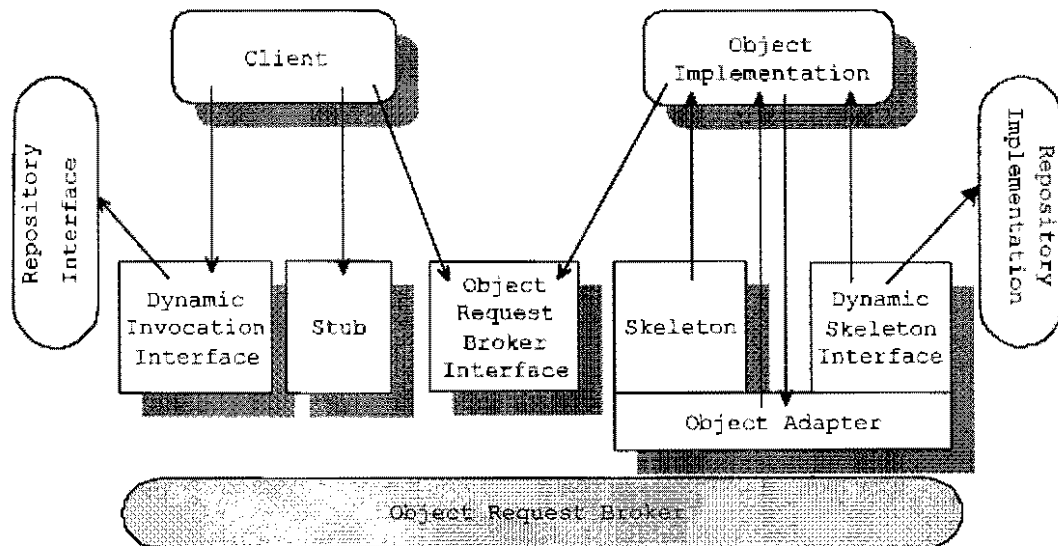 Client
Object
Implementation
Repository
Interface
Repository
Implementation
Dynamic
Invocation
Interface
Stub
Object
Request
Broker
Interface
Skeleton
Dynamic
Skeleton
Interface
Object Adapter
Object Request Broker